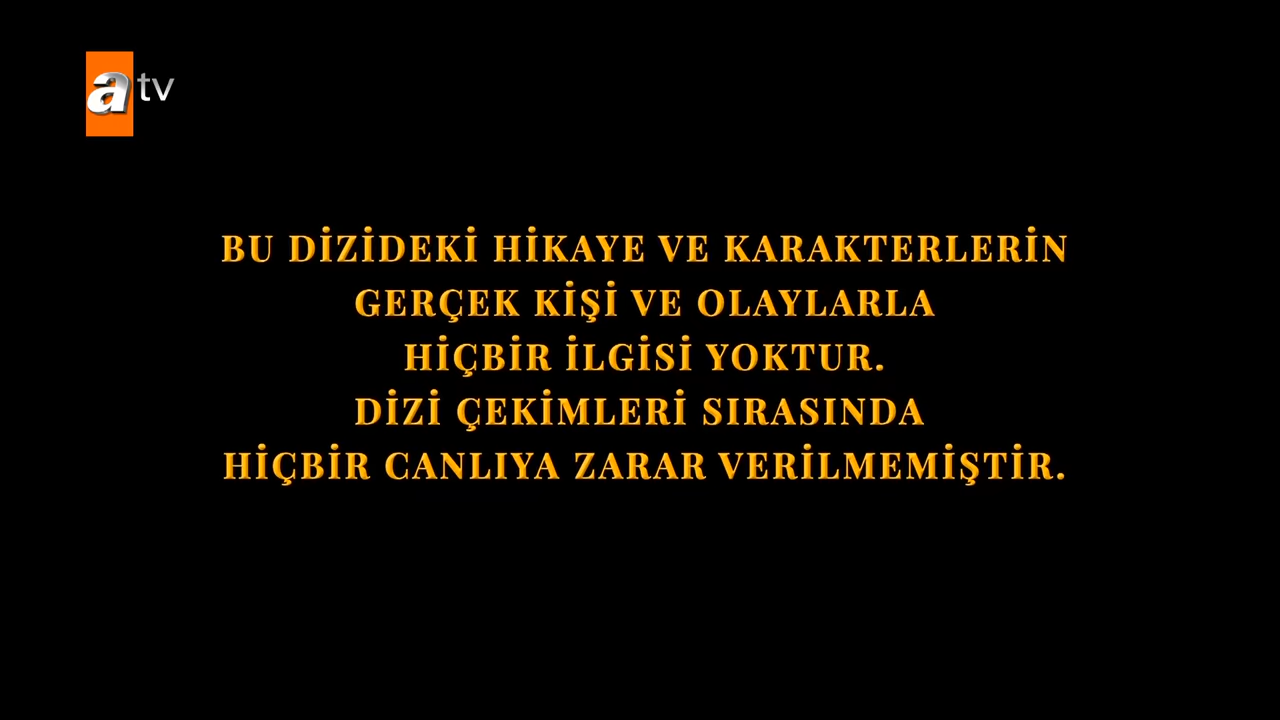 atv
BU DİZİDEKİ HİKAYE VE KARAKTERLERİN
GERÇEK KİŞİ VE OLAYLARLA
HİÇBİR İLGİSİ YOKTUR.
DİZİ ÇEKİMLERİ SIRASINDA
HİÇBİR CANLIYA ZARAR VERİLMEMİŞTİR.